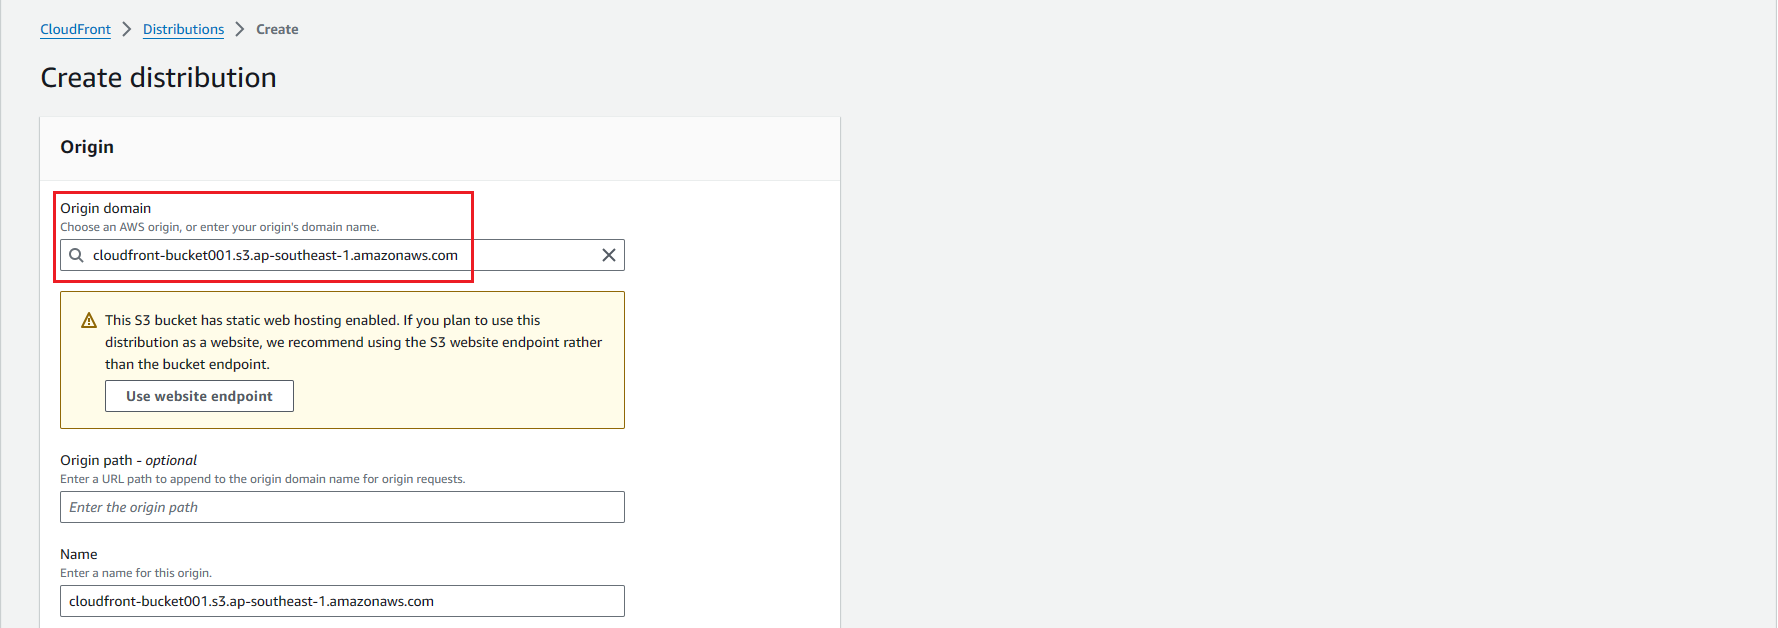 CloudFront > Distributions > Create
Create distribution
Origin
Origin domain
Choose an AWS origin, or enter your origin's domain name.
cloudfront-bucket001.s3.ap-southeast-1.amazonaws.com
This S3 bucket has static web hosting enabled. If you plan to use this
distribution as a website, we recommend using the S3 website endpoint rather
than the bucket endpoint.
Use website endpoint
Origin path - optional
Enter a URL path to append to the origin domain name for origin requests.
Enter the origin path
Name
Enter a name for this origin.
cloudfront-bucket001.s3.ap-southeast-1.amazonaws.com